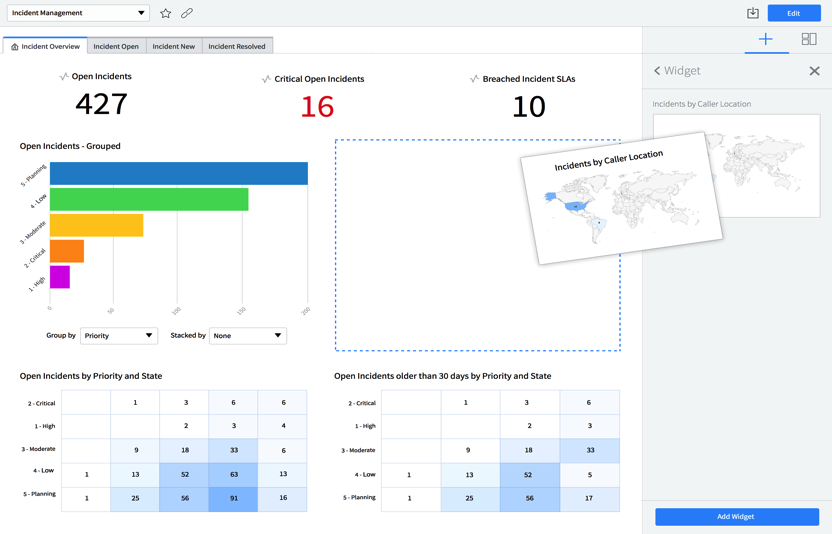 Incident Management
Edit
Incident Overview
Incident Open
Incident New
Incident Resolved
Open Incidents
427
Critical Open Incidents
16
Breached Incident SLAs
10
Widget
Incidents by Caller Location
Incidents by Caller Location
Open Incidents - Grouped
5 - Planning
4 - Low
3 - Moderate
2 - Critical
1 - High
0 50 100 150 200
Group by Priority Stacked by None
Open Incidents by Priority and State
2 - Critical 1 3 6 6
1 - High 2 3 4
3 - Moderate 9 18 33 6
4 - Low 1 13 52 63 13
5 - Planning 1 25 56 91 16
Open Incidents older than 30 days by Priority and State
2 - Critical 1 3 6
1 - High 2 3
3 - Moderate 9 18 33
4 - Low 1 13 52 5
5 - Planning 1 25 56 17
Add Widget